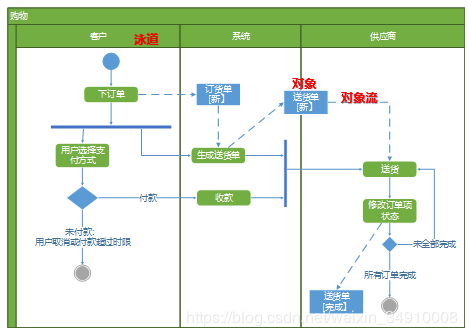 购物
客户
泳道
系统
供应商
下订单
订货单
[新]
对象
送货单
[新]
对象流
用户选择支
付方式
生成送货单
送货
付款
收款
修改订单项
状态
未付款:
用户取消或付款超过时限
未全部完成
所有订单完成
送货单
[完成]
https://blog.csdn.net/weixin_34910008